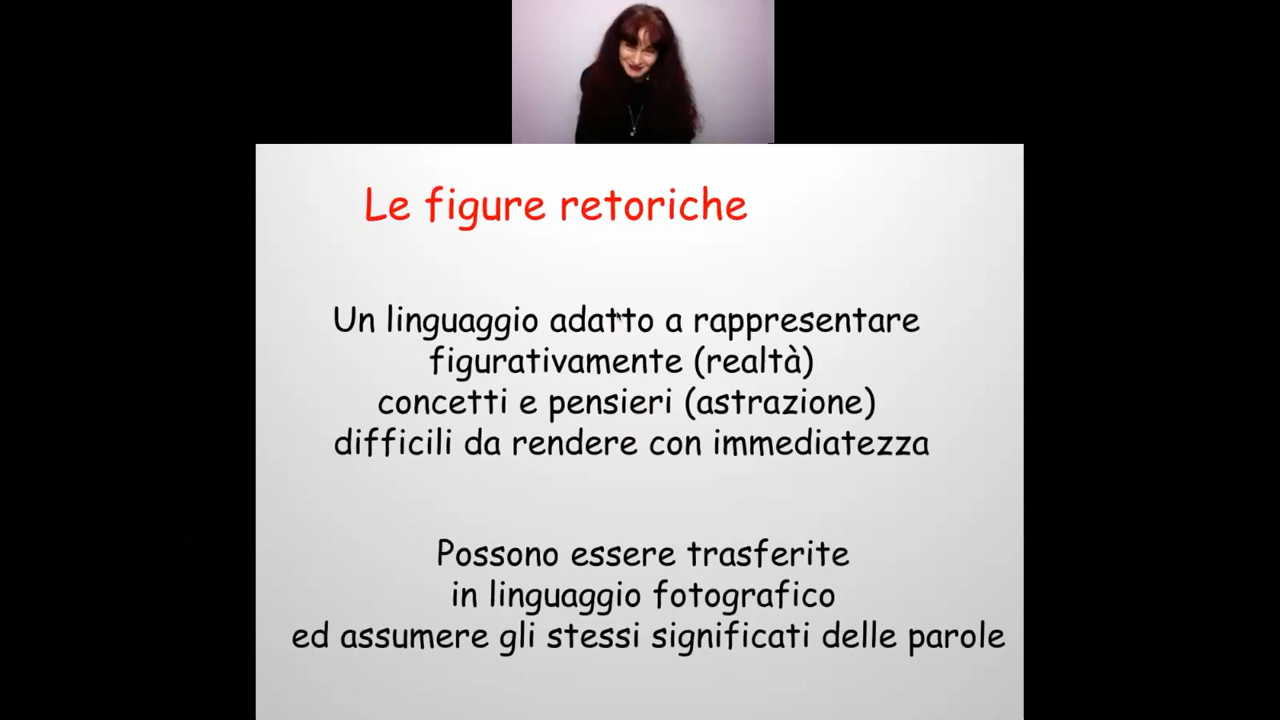 Le figure retoriche
Un linguaggio adatto a rappresentare
figurativamente (realtà)
concetti e pensieri (astrazione)
difficili da rendere con immediatezza
Possono essere trasferite
in linguaggio fotografico
ed assumere gli stessi significati delle parole